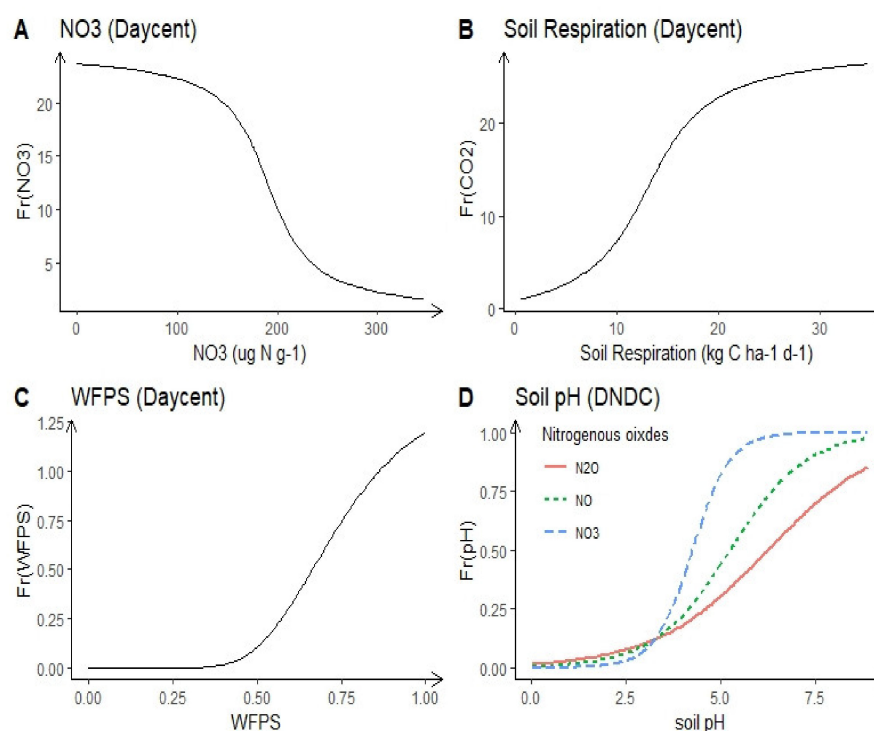 A NO3 (Daycent)
Fr(NO3)
20
15
10
5
0 100 200 300
NO3 (ug N g-1)
B Soil Respiration (Daycent)
Fr(CO2)
20
10
0
0 10 20 30
Soil Respiration (kg C ha-1 d-1)
C WFPS (Daycent)
Fr(WFPS)
1.25
1.00
0.75
0.50
0.25
0.00
0.00 0.25 0.50 0.75 1.00
WFPS
D Soil pH (DNDC)
Fr(pH)
1.00
0.75
0.50
0.25
0.00
Nitrogenous oixdes
N2O
NO
NO3
0.0 2.5 5.0 7.5
soil pH